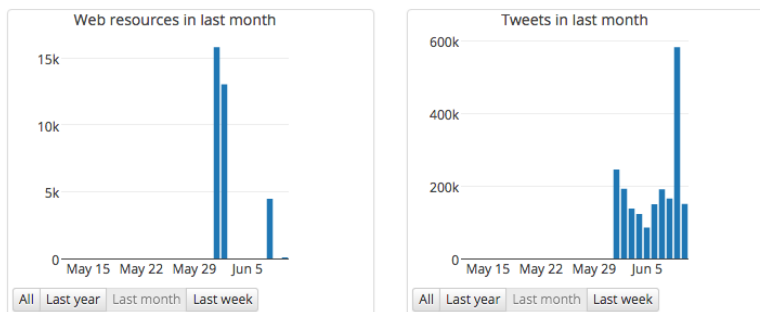 Web resources in last month
15k
10k
5k
0
May 15 May 22 May 29 Jun 5
All Last year Last month Last week
Tweets in last month
600k
400k
200k
0
May 15 May 22 May 29 Jun 5
All Last year Last month Last week